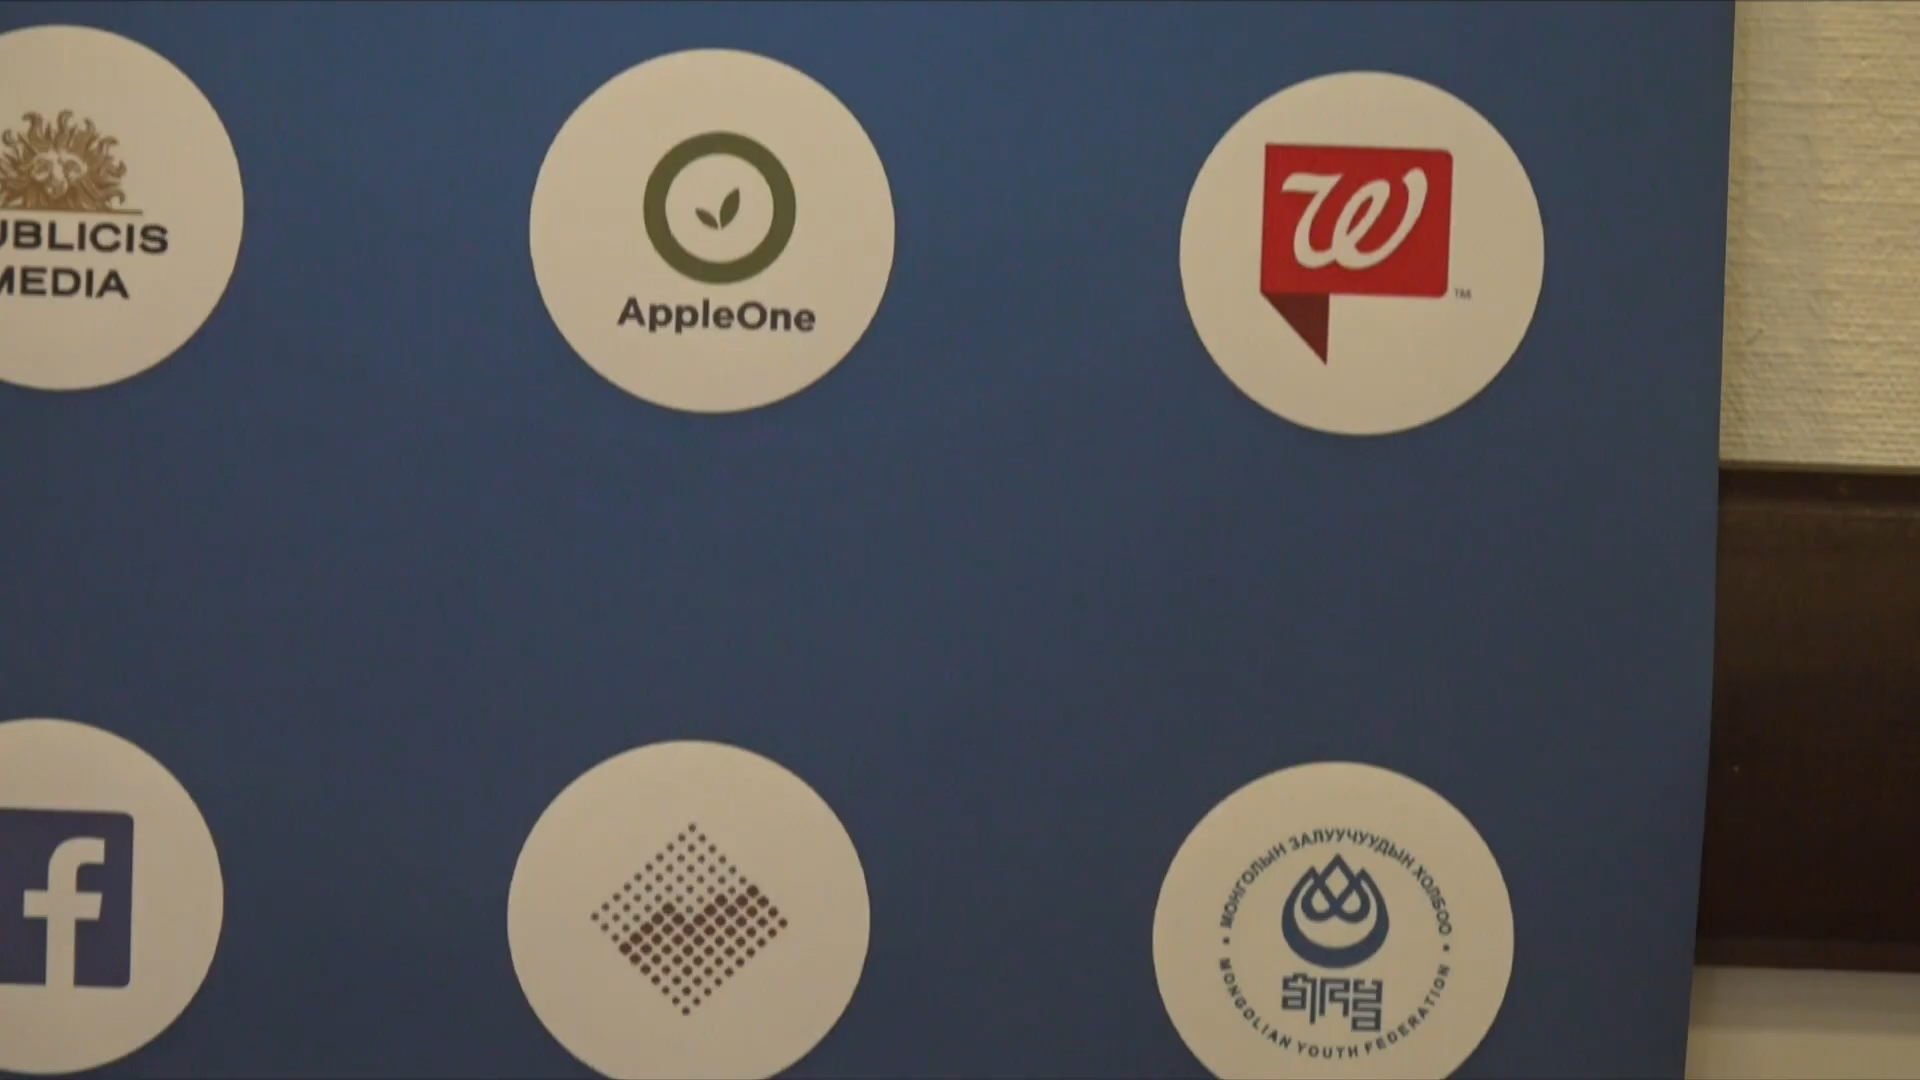 UBLICIS
MEDIA
AppleOne
W
TM
f
МОНГОЛЫН ЗАЛУУЧУУДЫН ХОЛБОО
MONGOLIAN YOUTH FEDERATION